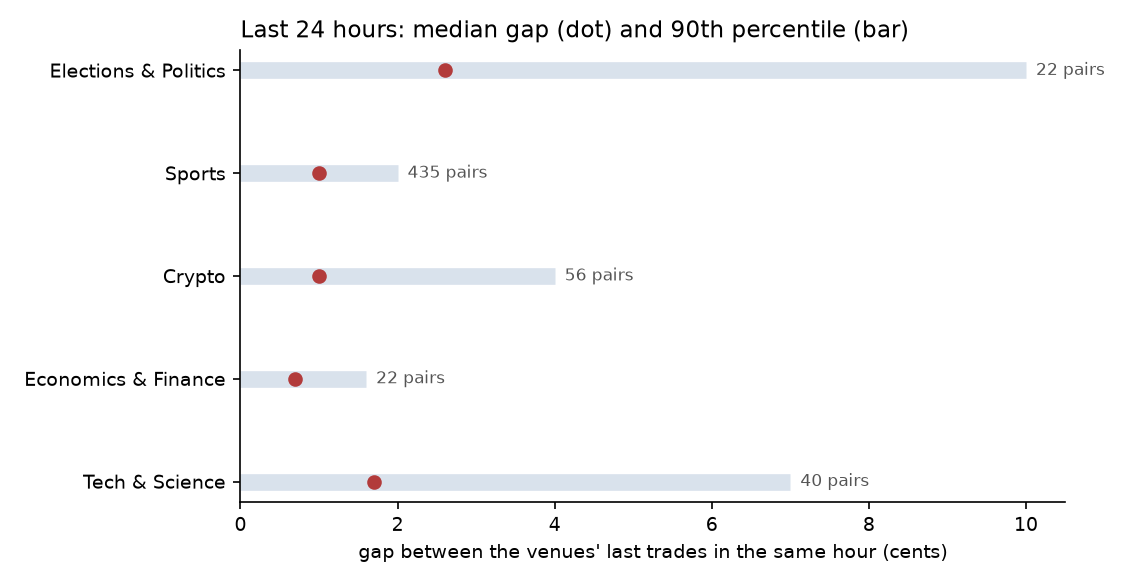 Last 24 hours: median gap (dot) and 90th percentile (bar)
Elections & Politics
22 pairs
Sports
435 pairs
Crypto
56 pairs
Economics & Finance
22 pairs
Tech & Science
40 pairs
0 2 4 6 8 10
gap between the venues' last trades in the same hour (cents)